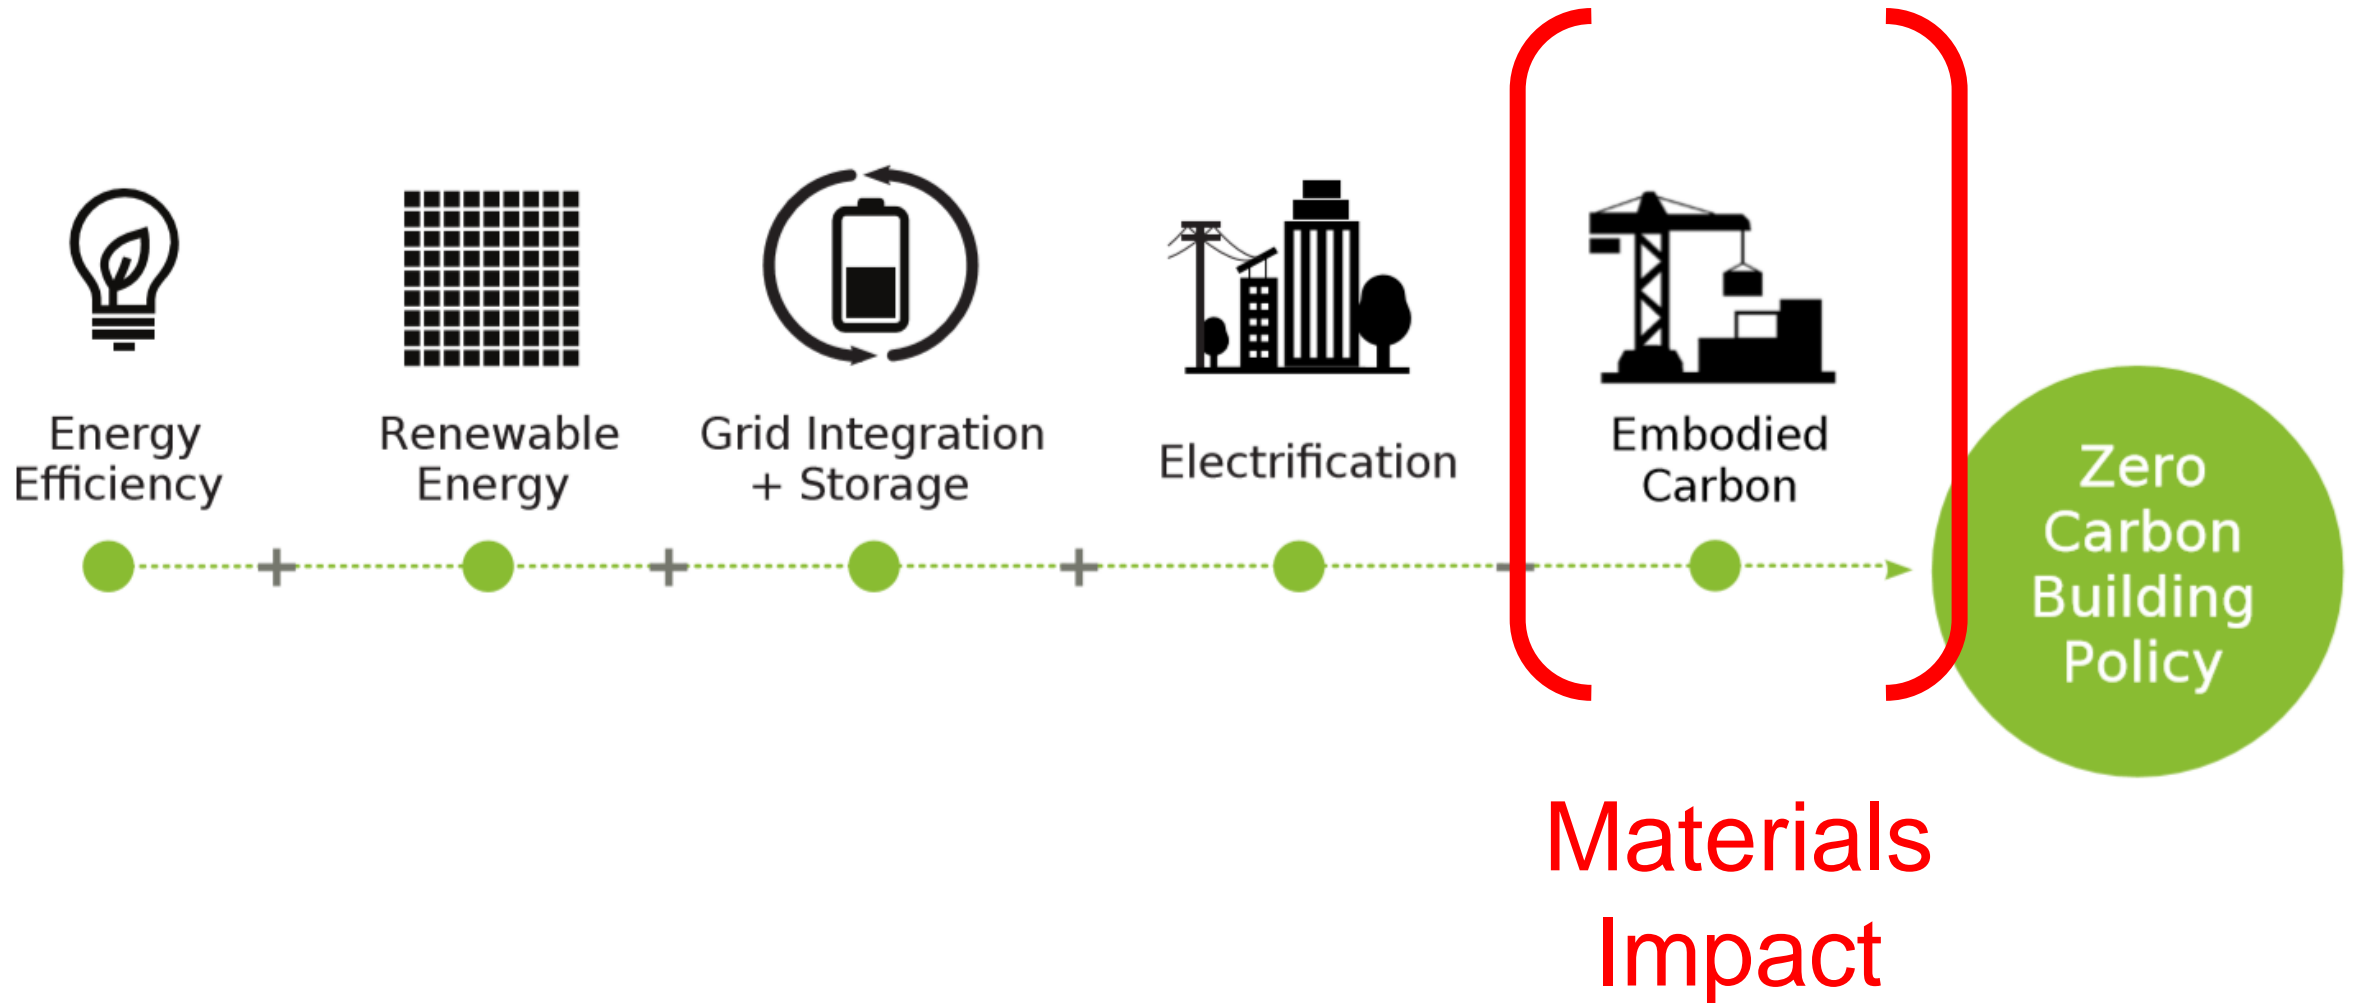 Energy
Efficiency
Renewable
Energy
Grid Integration
+ Storage
Electrification
Embodied
Carbon
Zero
Carbon
Building
Policy
Materials
Impact